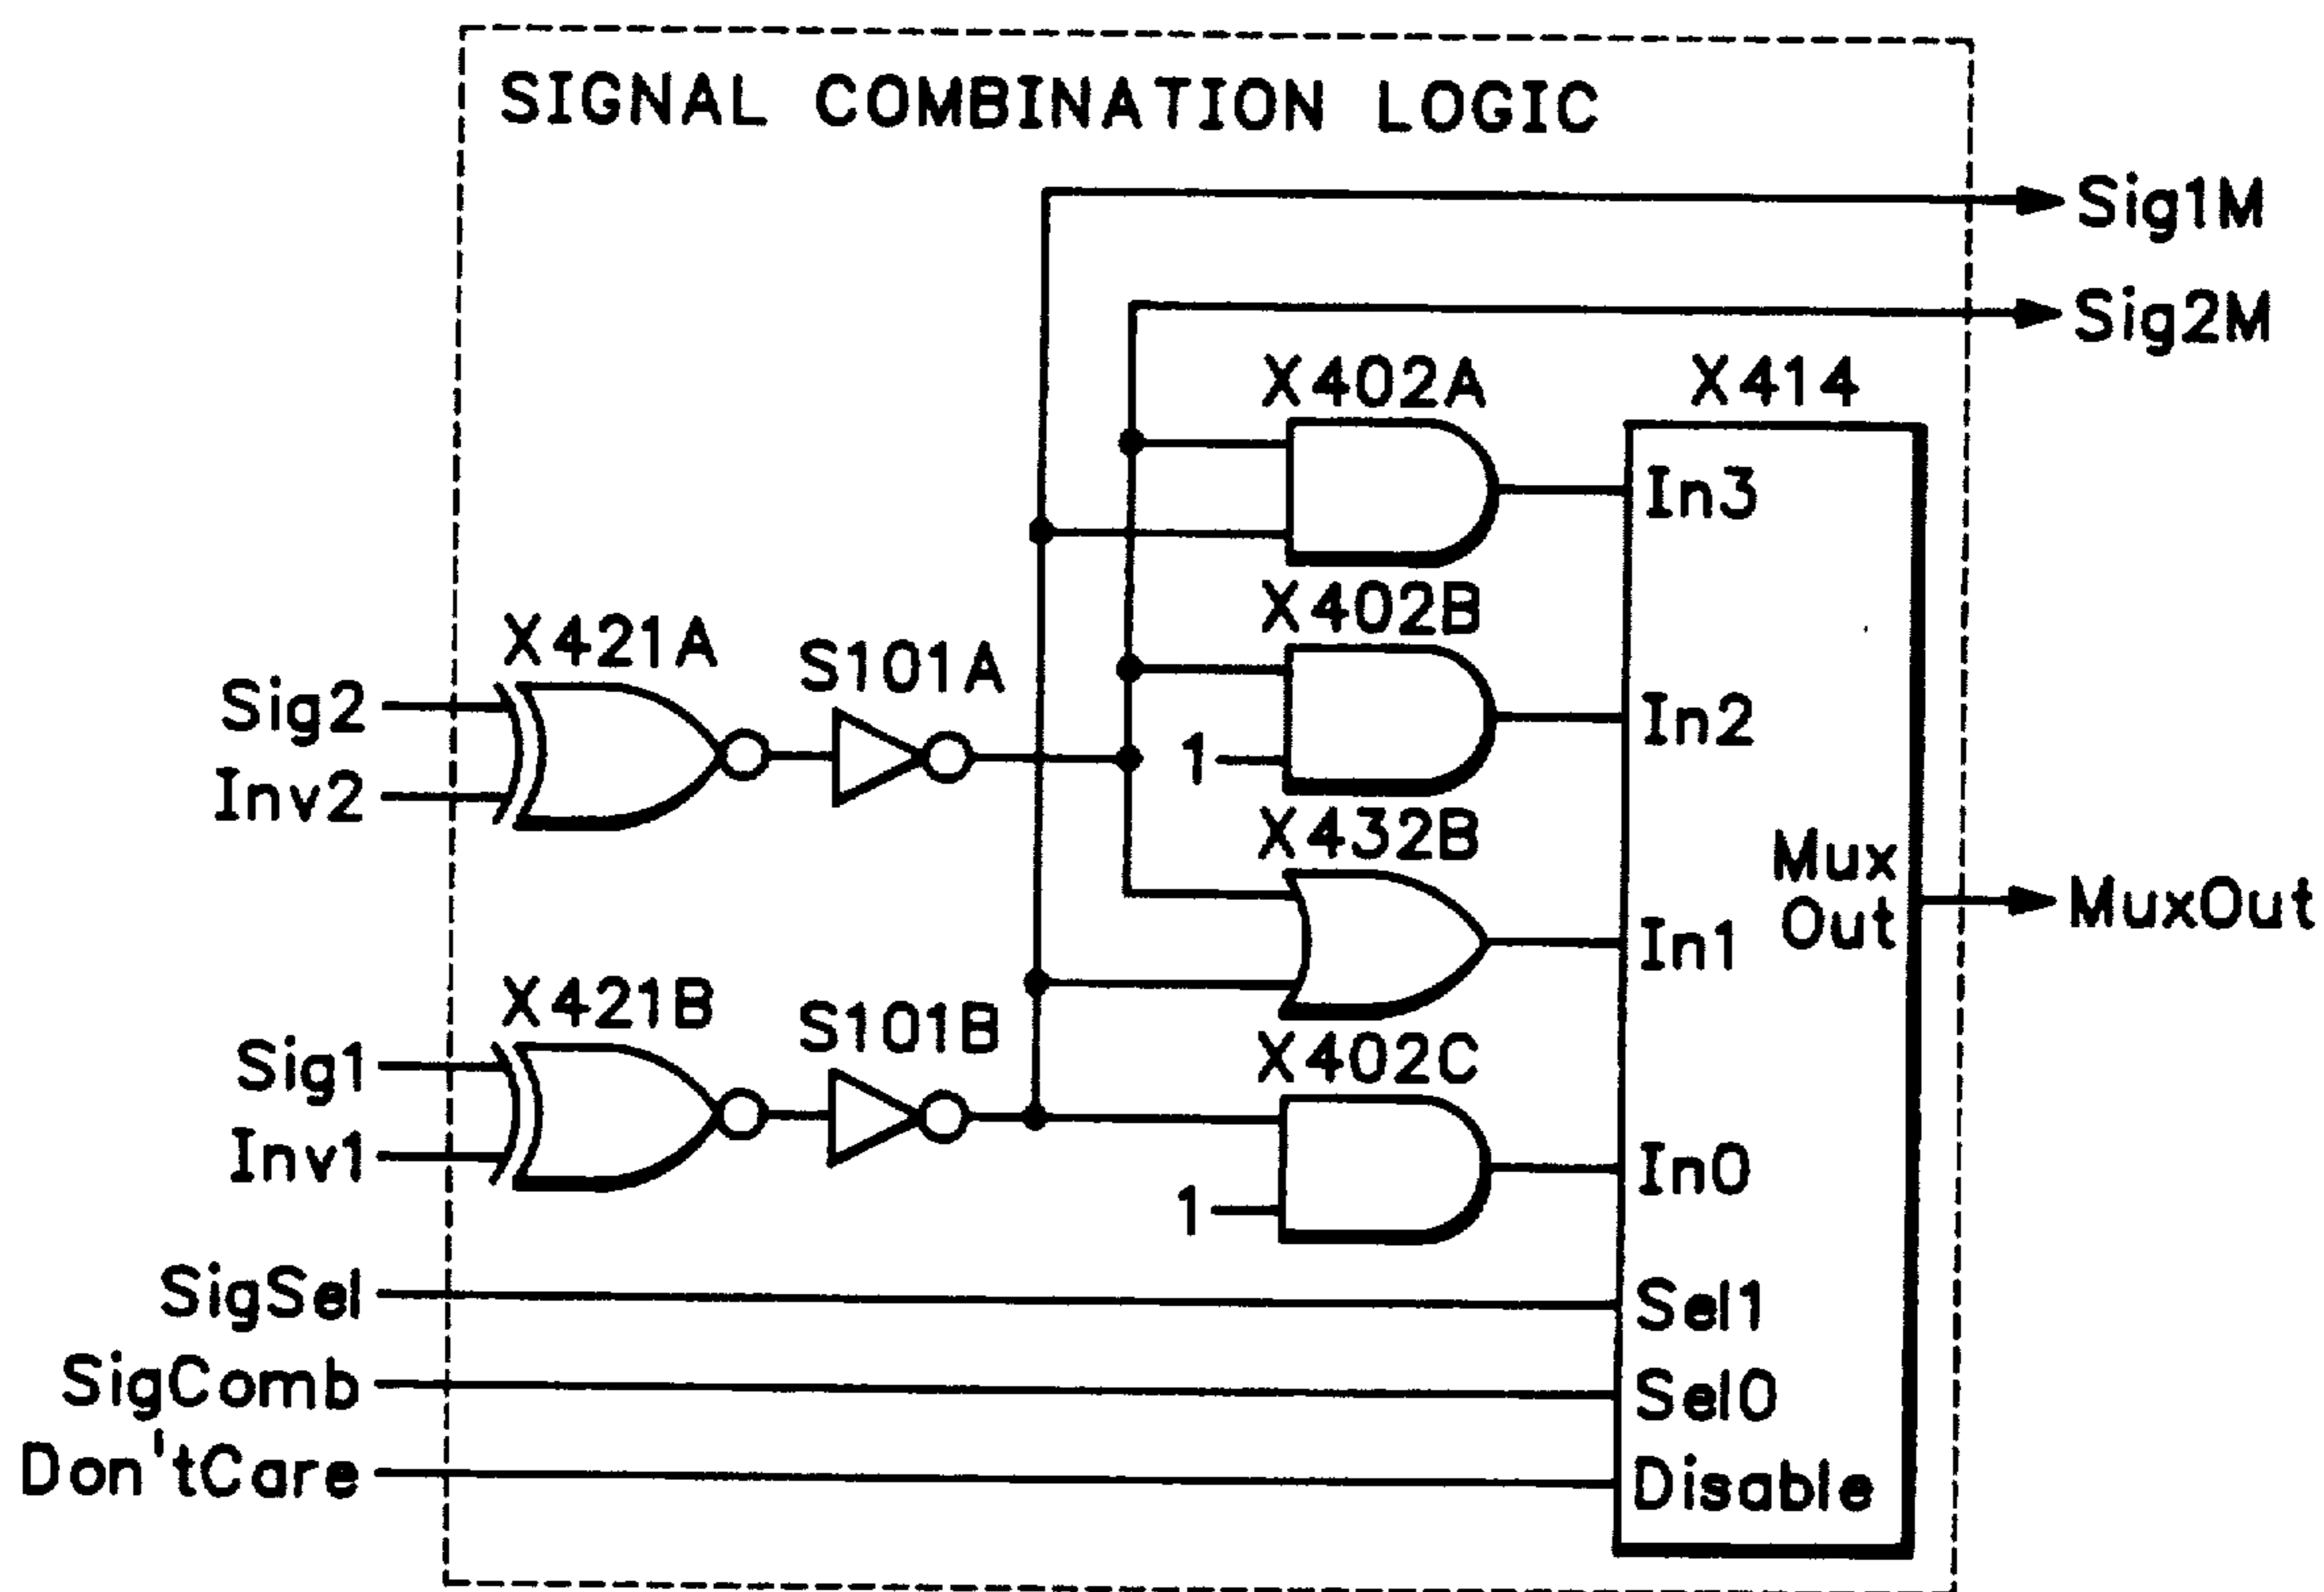 SIGNAL COMBINATION LOGIC
Sig1M
Sig2M
X402A
X414
In3
X402B
X421A
S101A
Sig2
In2
1
Inv2
X432B
Mux
Out
MuxOut
In1
X421B
S101B
X402C
Sig1
Inv1
In0
1
SigSel
Sel1
SigComb
Sel0
Don'tCare
Disable